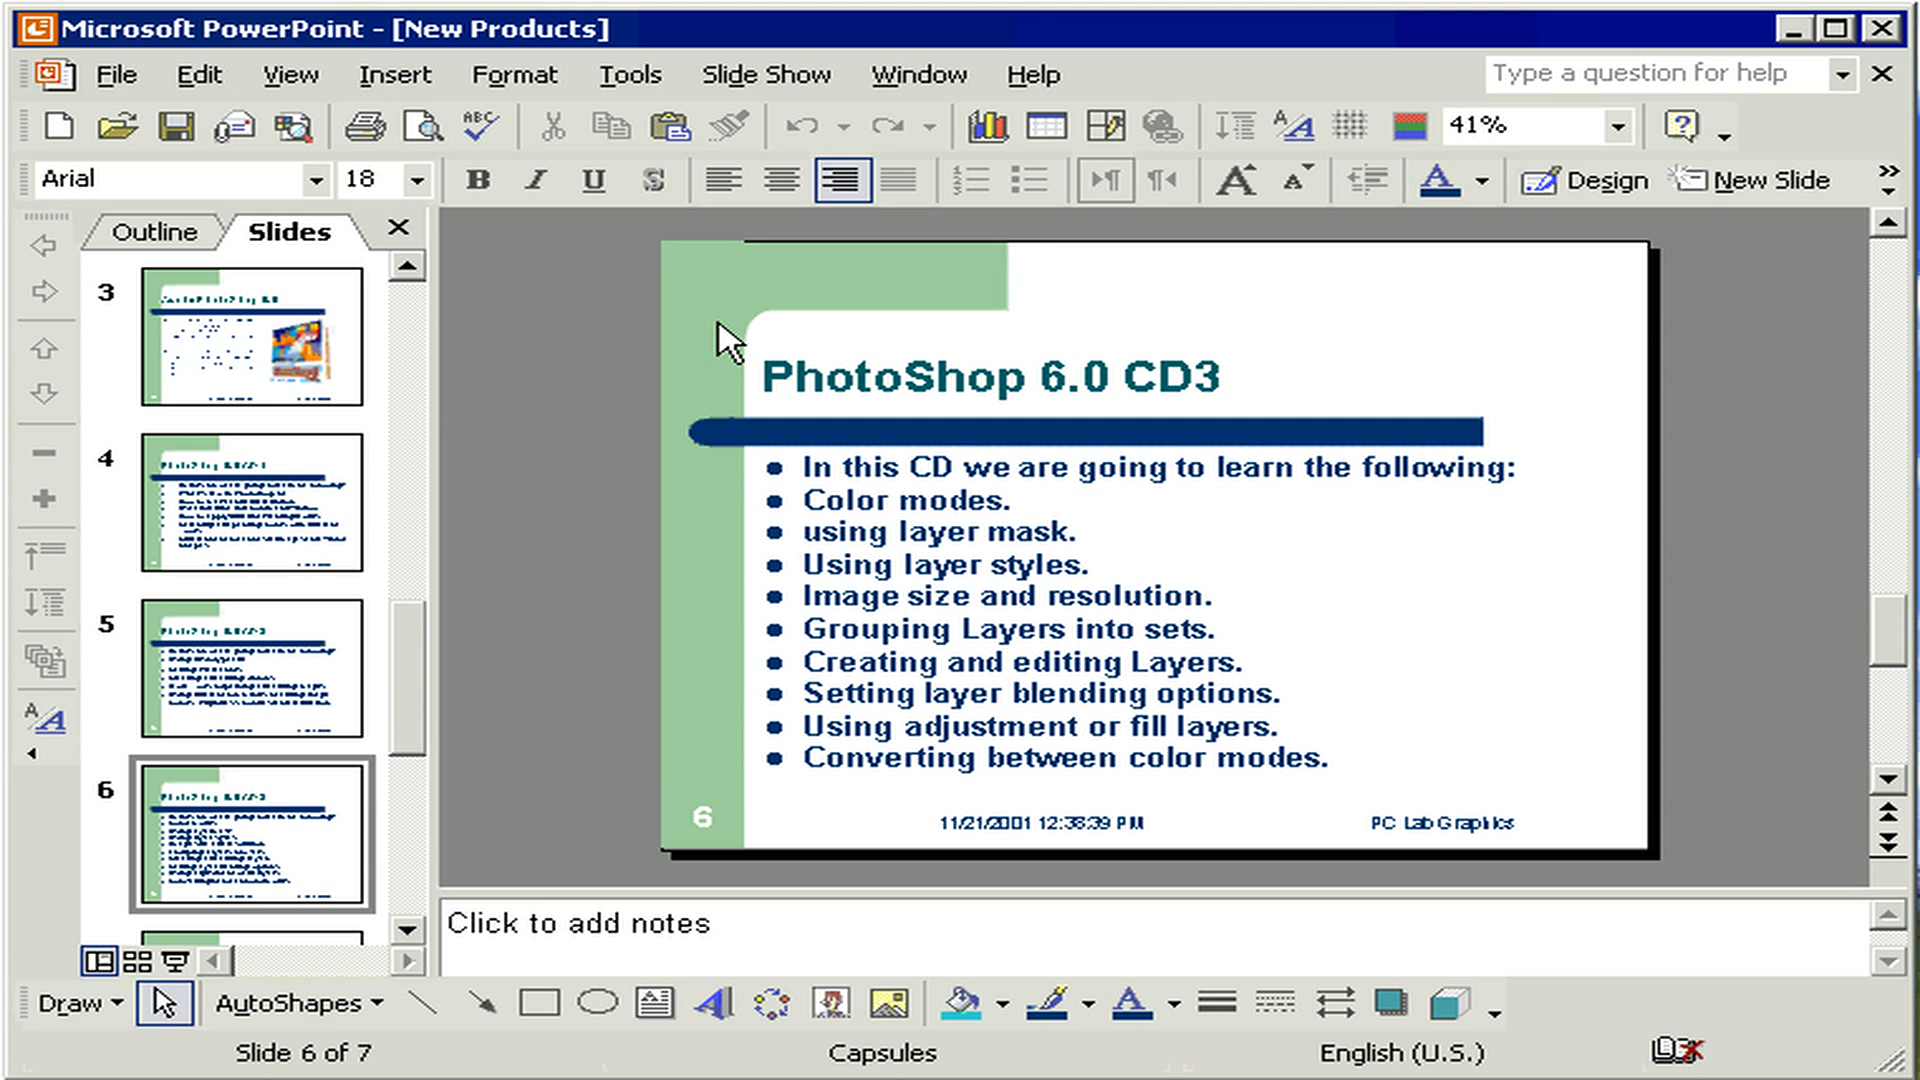 Microsoft PowerPoint - [New Products]
File Edit View Insert Format Tools Slide Show Window Help Type a question for help
ABC 41%
Arial 18 B I U S Design New Slide
Outline Slides
3
4
5
6
PhotoShop 6.0 CD3
In this CD we are going to learn the following:
Color modes.
using layer mask.
Using layer styles.
Image size and resolution.
Grouping Layers into sets.
Creating and editing Layers.
Setting layer blending options.
Using adjustment or fill layers.
Converting between color modes.
6 11/21/2001 12:38:39 PM PC Lab Graphics
Click to add notes
Draw AutoShapes
Slide 6 of 7 Capsules English (U.S.)